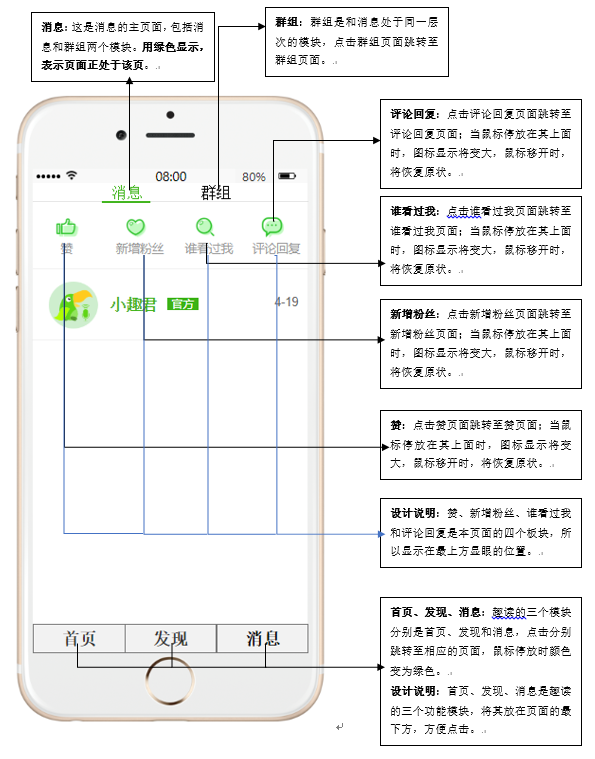 消息：这是消息的主页面，包括消
息和群组两个模块。用绿色显示，
表示页面正处于该页。
群组：群组是和消息处于同一层
次的模块，点击群组页面跳转至
群组页面。
评论回复：点击评论回复页面跳转至
评论回复页面；当鼠标停放在其上面
时，图标显示将变大，鼠标移开时，
将恢复原状。
08:00
80%
消息
群组
谁看过我：点击谁看过我页面跳转至
谁看过我页面；当鼠标停放在其上面
时，图标显示将变大，鼠标移开时，
将恢复原状。
赞
新增粉丝
谁看过我
评论回复
小趣君
官方
4-19
新增粉丝：点击新增粉丝页面跳转至
新增粉丝页面；当鼠标停放在其上面
时，图标显示将变大，鼠标移开时，
将恢复原状。
赞：点击赞页面跳转至赞页面；当鼠
标停放在其上面时，图标显示将变
大，鼠标移开时，将恢复原状。
设计说明：赞、新增粉丝、谁看过我
和评论回复是本页面的四个板块，所
以显示在最上方显眼的位置。
首页
发现
消息
首页、发现、消息：趣读的三个模块
分别是首页、发现和消息，点击分别
跳转至相应的页面，鼠标停放时颜色
变为绿色。
设计说明：首页、发现、消息是趣读
的三个功能模块，将其放在页面的最
下方，方便点击。